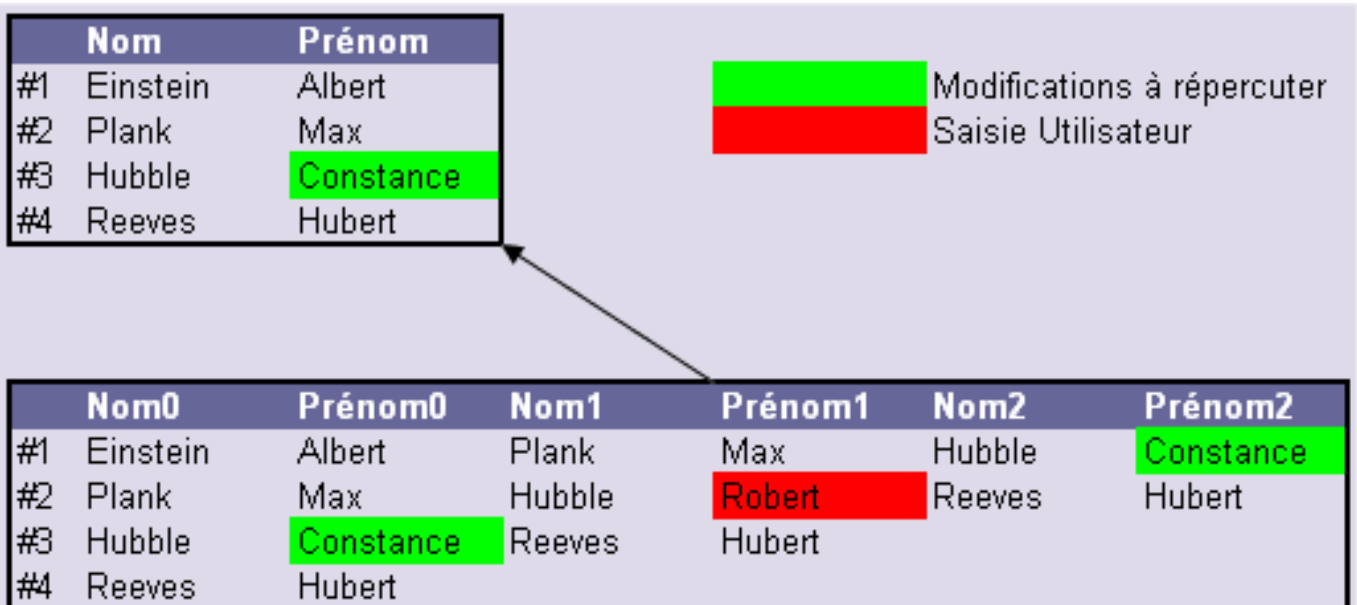 Nom Prénom
#1 Einstein Albert
#2 Plank Max
#3 Hubble Constance
#4 Reeves Hubert
Modifications à répercuter
Saisie Utilisateur
Nom0 Prénom0 Nom1 Prénom1 Nom2 Prénom2
#1 Einstein Albert Plank Max Hubble Constance
#2 Plank Max Hubble Robert Reeves Hubert
#3 Hubble Constance Reeves Hubert
#4 Reeves Hubert